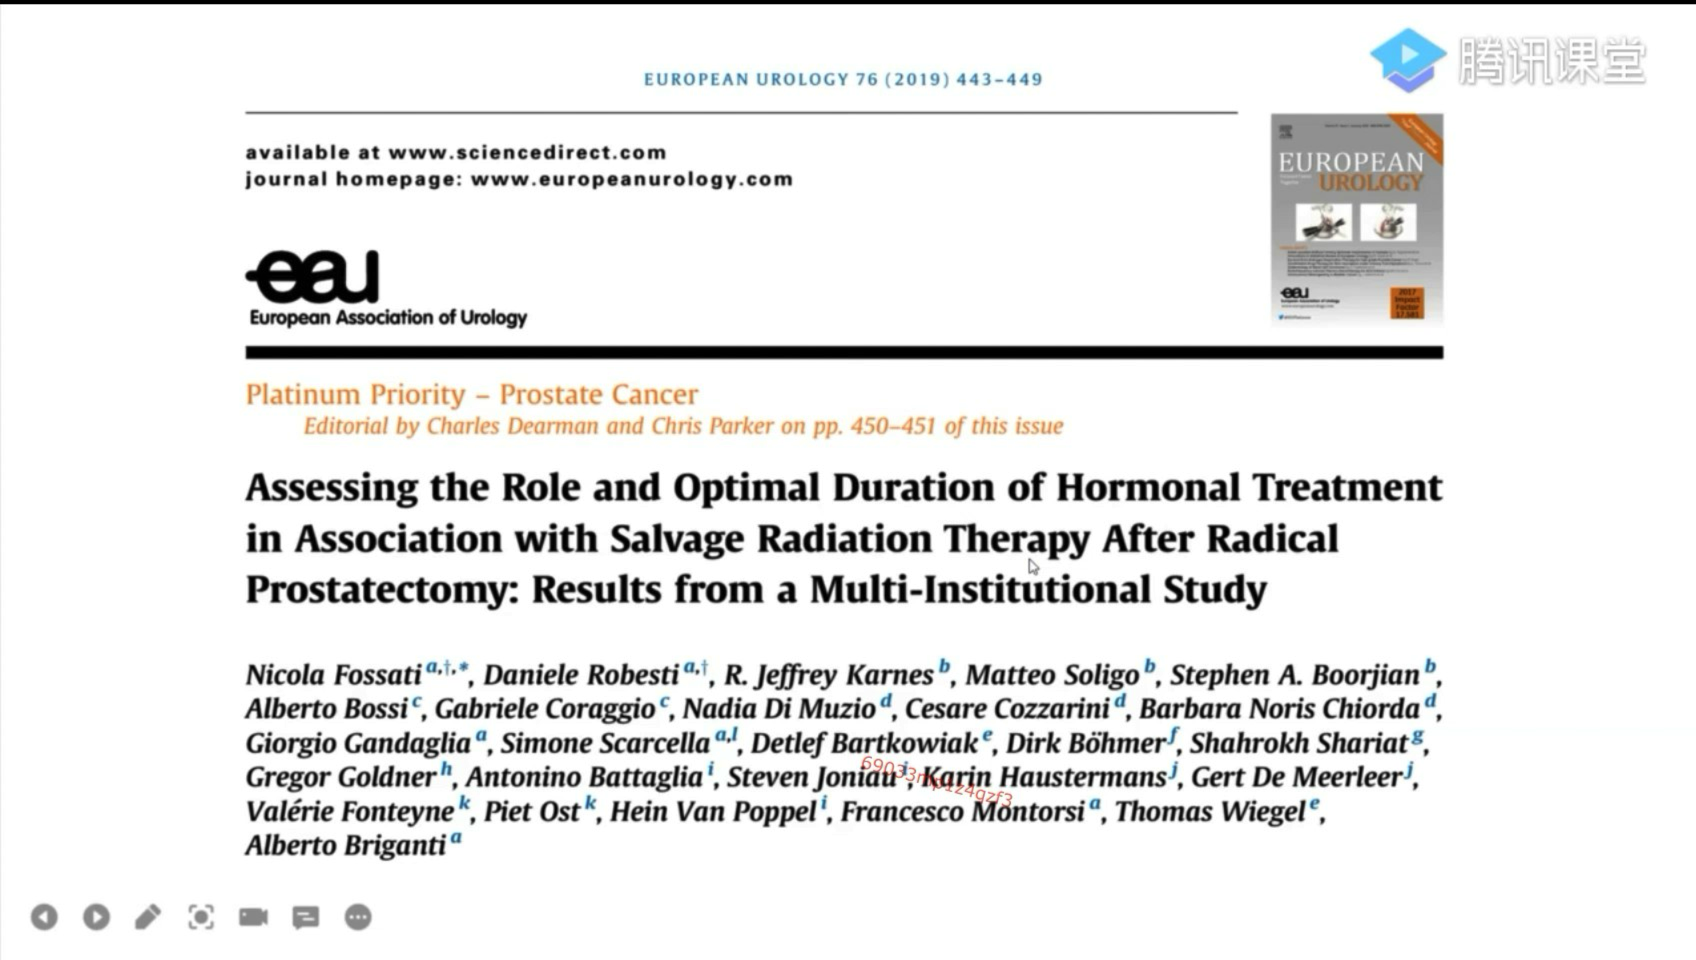 腾讯课堂
EUROPEAN UROLOGY 76 (2019) 443–449
available at www.sciencedirect.com
journal homepage: www.europeanurology.com
EUROPEAN
UROLOGY
2017
Impact
Factor
17.581
eau
European Association of Urology
Platinum Priority – Prostate Cancer
Editorial by Charles Dearman and Chris Parker on pp. 450–451 of this issue
Assessing the Role and Optimal Duration of Hormonal Treatment
in Association with Salvage Radiation Therapy After Radical
Prostatectomy: Results from a Multi-Institutional Study
Nicola Fossati a,†,*, Daniele Robesti a,†, R. Jeffrey Karnes b, Matteo Soligo b, Stephen A. Boorjian b,
Alberto Bossi c, Gabriele Coraggio c, Nadia Di Muzio d, Cesare Cozzarini d, Barbara Noris Chiorda d,
Giorgio Gandaglia a, Simone Scarcella a,l, Detlef Bartkowiak e, Dirk Böhmer f, Shahrokh Shariat g,
Gregor Goldner h, Antonino Battaglia i, Steven Joniau i, Karin Haustermans j, Gert De Meerleer j,
69033mp1z4gzf3
Valérie Fonteyne k, Piet Ost k, Hein Van Poppel i, Francesco Montorsi a, Thomas Wiegel e,
Alberto Briganti a